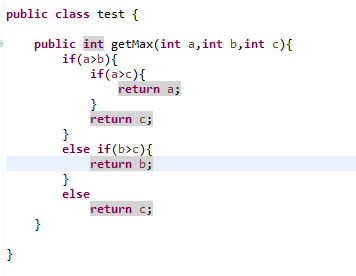 public class test {
public int getMax(int a,int b,int c){
if(a>b){
if(a>c){
return a;
}
return c;
}
else if(b>c){
return b;
}
else
return c;
}
}